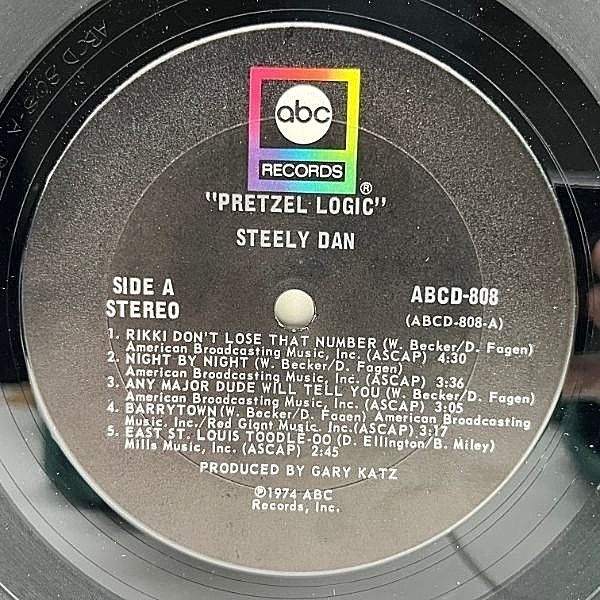 abc
RECORDS
®
"PRETZEL LOGIC"
STEELY DAN
SIDE A
STEREO
ABCD-808
(ABCD-808-A)
1. RIKKI DON'T LOSE THAT NUMBER (W. Becker/D. Fagen)
American Broadcasting Music, Inc. (ASCAP) 4:30
2. NIGHT BY NIGHT (W. Becker/D. Fagen)
American Broadcasting Music, Inc. (ASCAP) 3:36
3. ANY MAJOR DUDE WILL TELL YOU (W. Becker/D. Fagen)
American Broadcasting Music, Inc. (ASCAP) 3:05
4. BARRYTOWN (W. Becker/D. Fagen) American Broadcasting
Music, Inc./Red Giant Music Inc.(ASCAP) 3:17
5. EAST ST. LOUIS TOODLE-OO (D. Ellington/B. Miley)
Mills Music, Inc. (ASCAP) 2:45
PRODUCED BY GARY KATZ
℗1974 ABC
Records, Inc.